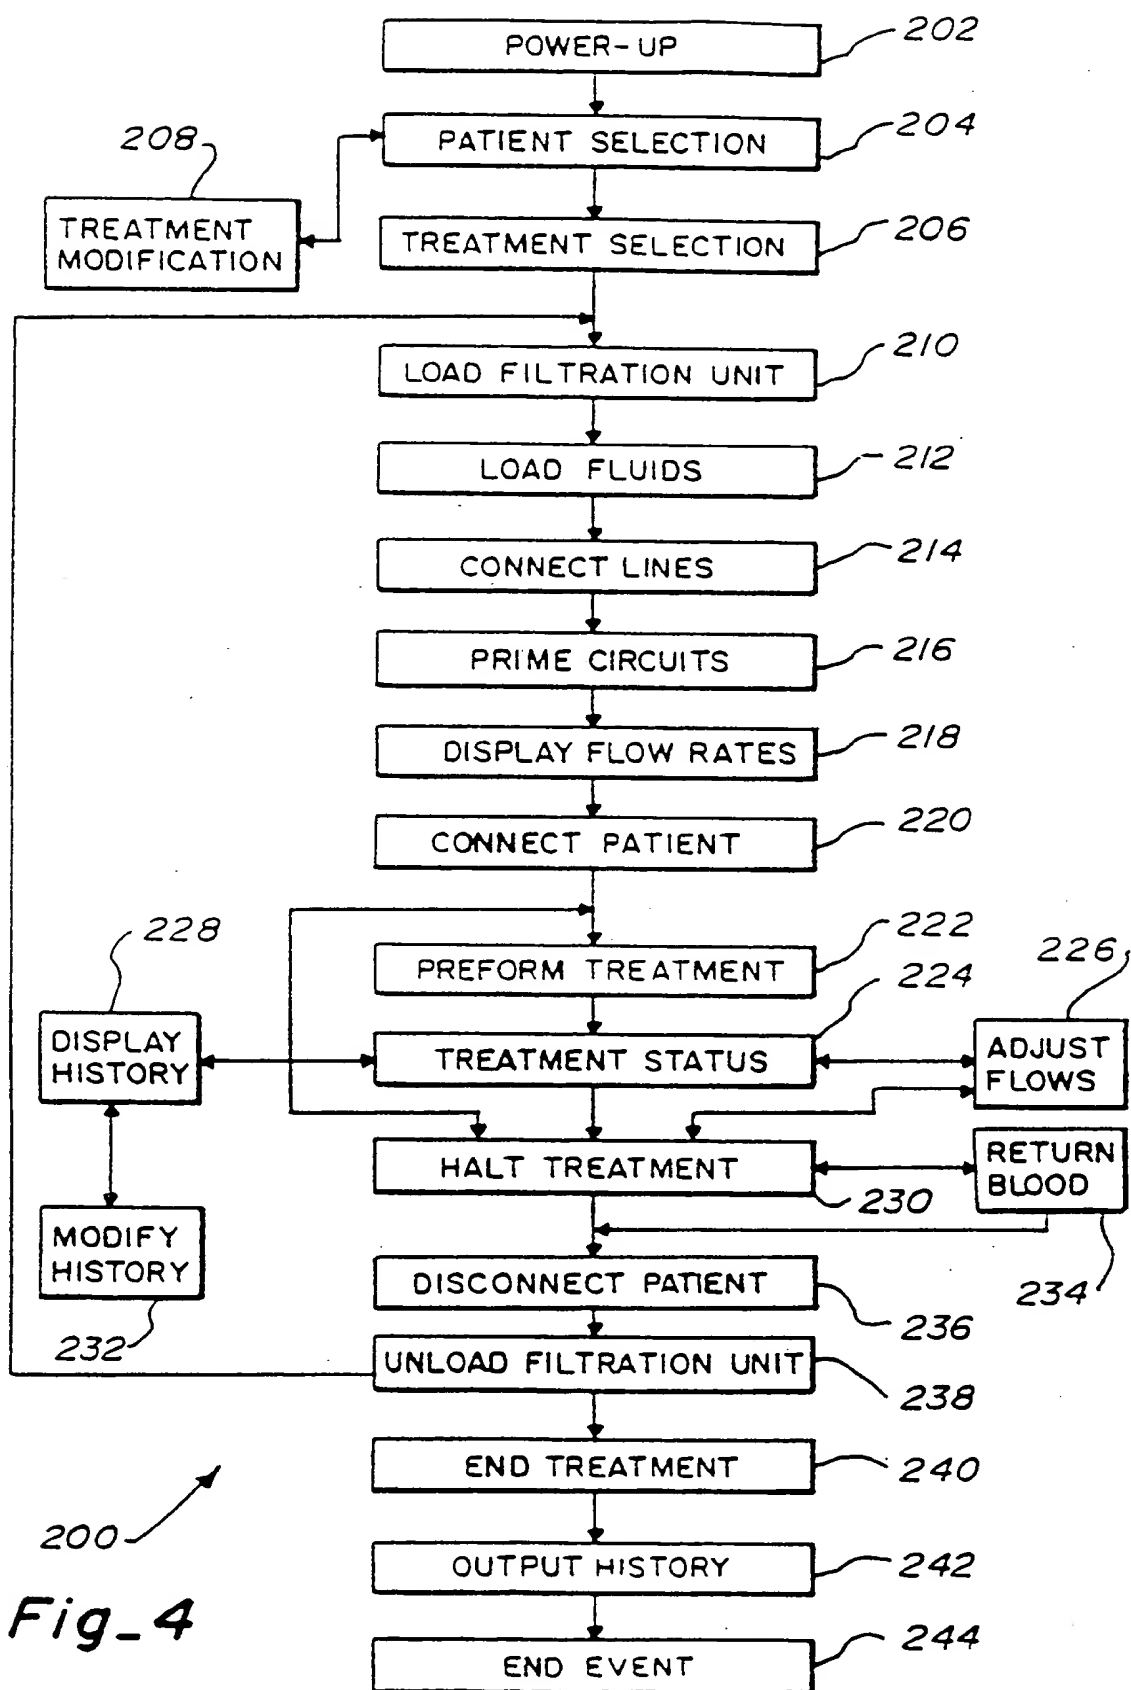 POWER-UP
202
PATIENT SELECTION
204
208
TREATMENT
MODIFICATION
TREATMENT SELECTION
206
LOAD FILTRATION UNIT
210
LOAD FLUIDS
212
CONNECT LINES
214
PRIME CIRCUITS
216
DISPLAY FLOW RATES
218
CONNECT PATIENT
220
228
PREFORM TREATMENT
222
224
226
DISPLAY
HISTORY
TREATMENT STATUS
ADJUST
FLOWS
HALT TREATMENT
230
RETURN
BLOOD
234
MODIFY
HISTORY
232
DISCONNECT PATIENT
236
UNLOAD FILTRATION UNIT
238
END TREATMENT
240
200
OUTPUT HISTORY
242
Fig_4
END EVENT
244